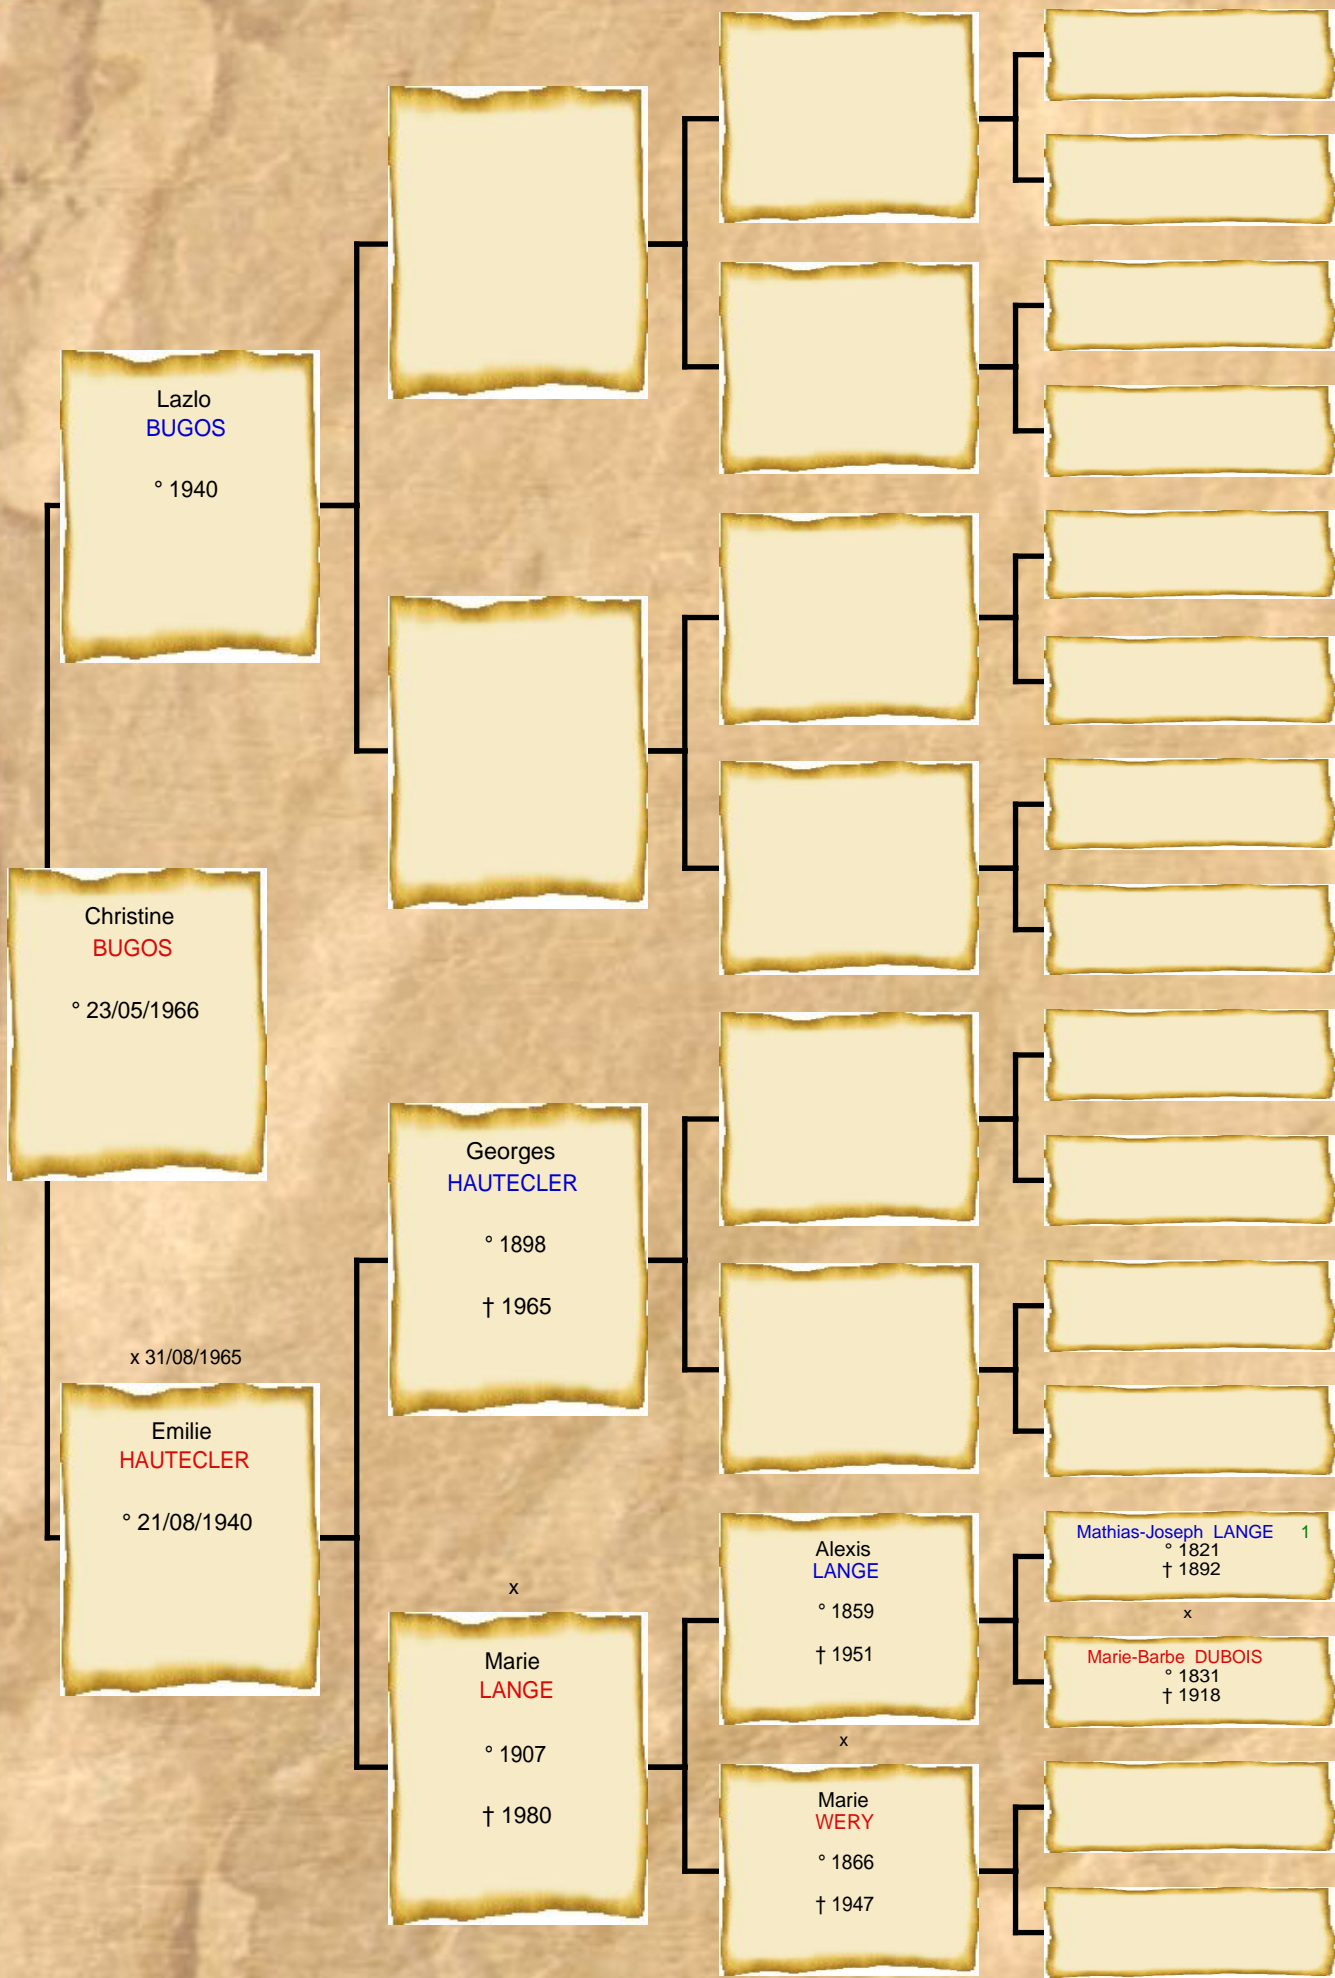 Lazlo
BUGOS
° 1940
Christine
BUGOS
° 23/05/1966
x 31/08/1965
Emilie
HAUTECLER
° 21/08/1940
Georges
HAUTECLER
° 1898
† 1965
x
Marie
LANGE
° 1907
† 1980
Alexis
LANGE
° 1859
† 1951
x
Marie
WERY
° 1866
† 1947
Mathias-Joseph LANGE 1
° 1821
† 1892
x
Marie-Barbe DUBOIS
° 1831
† 1918